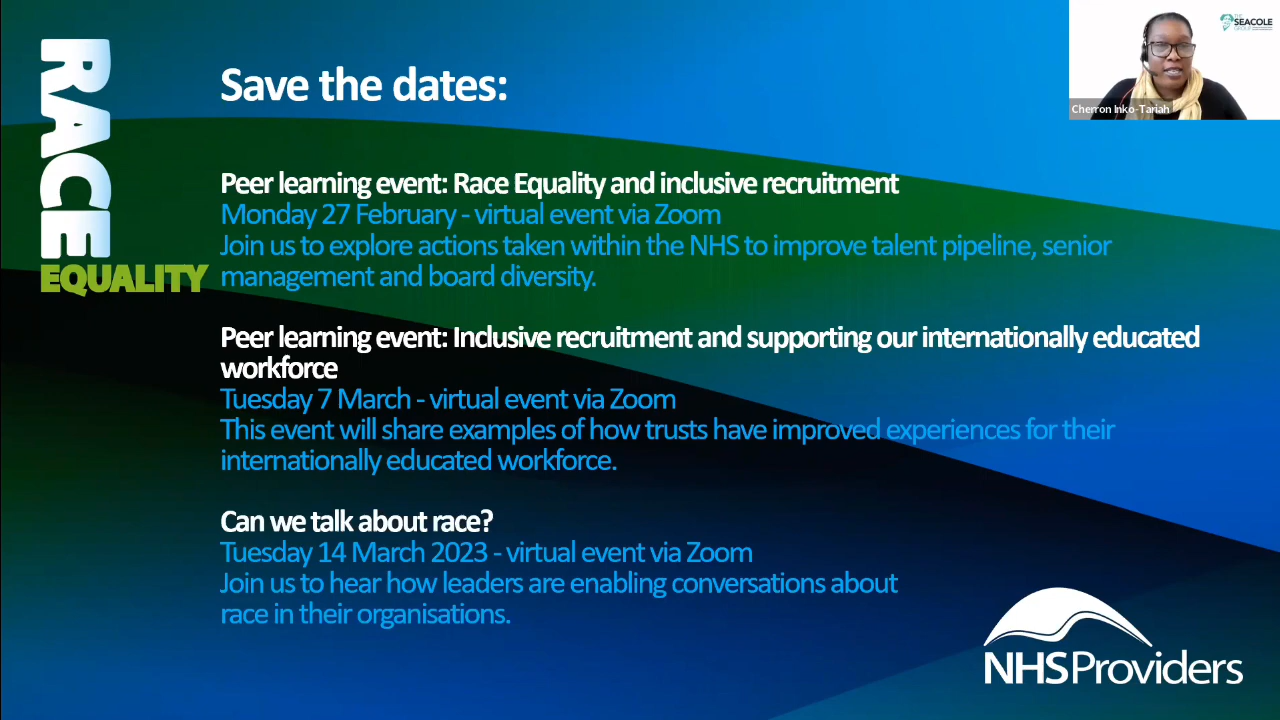 RACE
EQUALITY
Save the dates:
Peer learning event: Race Equality and inclusive recruitment
Monday 27 February - virtual event via Zoom
Join us to explore actions taken within the NHS to improve talent pipeline, senior
management and board diversity.
Peer learning event: Inclusive recruitment and supporting our internationally educated
workforce
Tuesday 7 March - virtual event via Zoom
This event will share examples of how trusts have improved experiences for their
internationally educated workforce.
Can we talk about race?
Tuesday 14 March 2023 - virtual event via Zoom
Join us to hear how leaders are enabling conversations about
race in their organisations.
NHSProviders
THE
SEACOLE
GROUP
Cherron Inko-Tariah